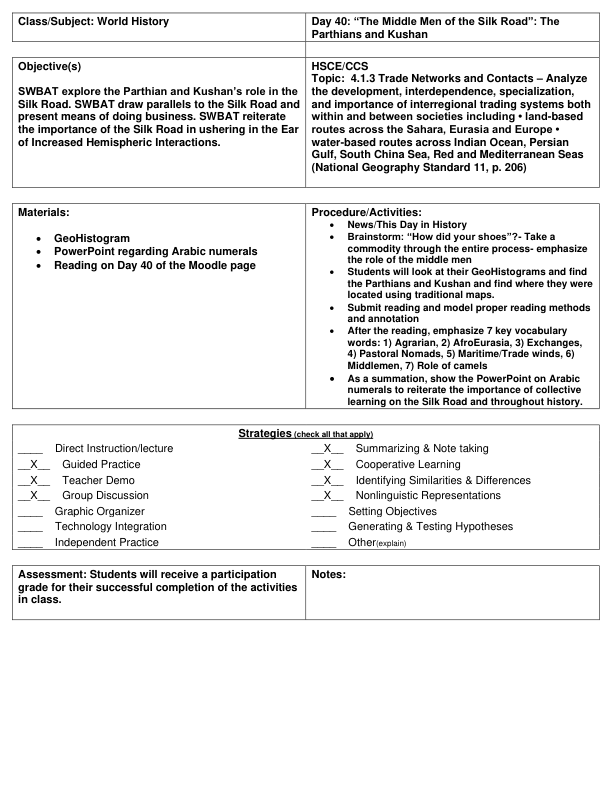 Class/Subject: World History
Day 40: “The Middle Men of the Silk Road”: The
Parthians and Kushan
Objective(s)
SWBAT explore the Parthian and Kushan’s role in the
Silk Road. SWBAT draw parallels to the Silk Road and
present means of doing business. SWBAT reiterate
the importance of the Silk Road in ushering in the Ear
of Increased Hemispheric Interactions.
HSCE/CCS
Topic:  4.1.3 Trade Networks and Contacts – Analyze
the development, interdependence, specialization,
and importance of interregional trading systems both
within and between societies including • land-based
routes across the Sahara, Eurasia and Europe •
water-based routes across Indian Ocean, Persian
Gulf, South China Sea, Red and Mediterranean Seas
(National Geography Standard 11, p. 206)
Materials:
• GeoHistogram
• PowerPoint regarding Arabic numerals
• Reading on Day 40 of the Moodle page
Procedure/Activities:
• News/This Day in History
• Brainstorm: “How did your shoes”?- Take a
commodity through the entire process- emphasize
the role of the middle men
• Students will look at their GeoHistograms and find
the Parthians and Kushan and find where they were
located using traditional maps.
• Submit reading and model proper reading methods
and annotation
• After the reading, emphasize 7 key vocabulary
words: 1) Agrarian, 2) AfroEurasia, 3) Exchanges,
4) Pastoral Nomads, 5) Maritime/Trade winds, 6)
Middlemen, 7) Role of camels
• As a summation, show the PowerPoint on Arabic
numerals to reiterate the importance of collective
learning on the Silk Road and throughout history.
Strategies (check all that apply)
____ Direct Instruction/lecture
__X__ Guided Practice
__X__ Teacher Demo
__X__ Group Discussion
____ Graphic Organizer
____ Technology Integration
____ Independent Practice
__X__ Summarizing & Note taking
__X__ Cooperative Learning
__X__ Identifying Similarities & Differences
__X__ Nonlinguistic Representations
____ Setting Objectives
____ Generating & Testing Hypotheses
____ Other(explain)
Assessment: Students will receive a participation
grade for their successful completion of the activities
in class.
Notes: